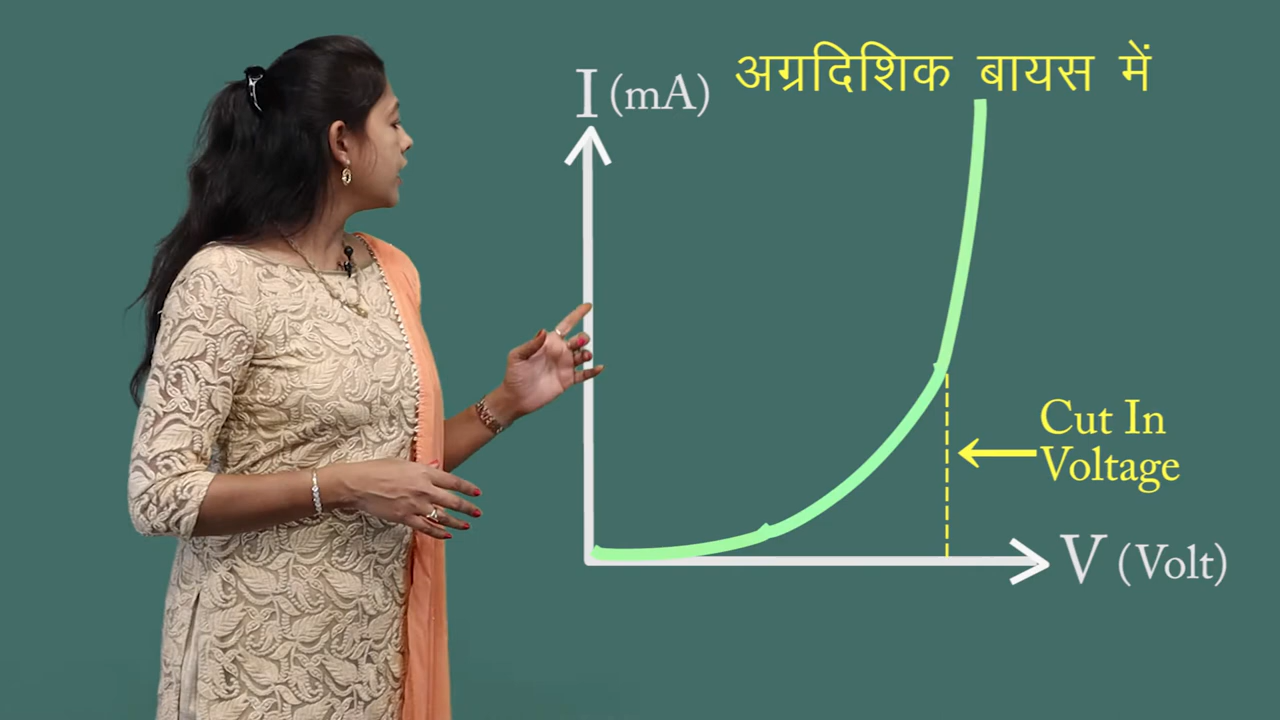 अग्रदिशिक बायस में
I (mA)
Cut In
Voltage
V (Volt)